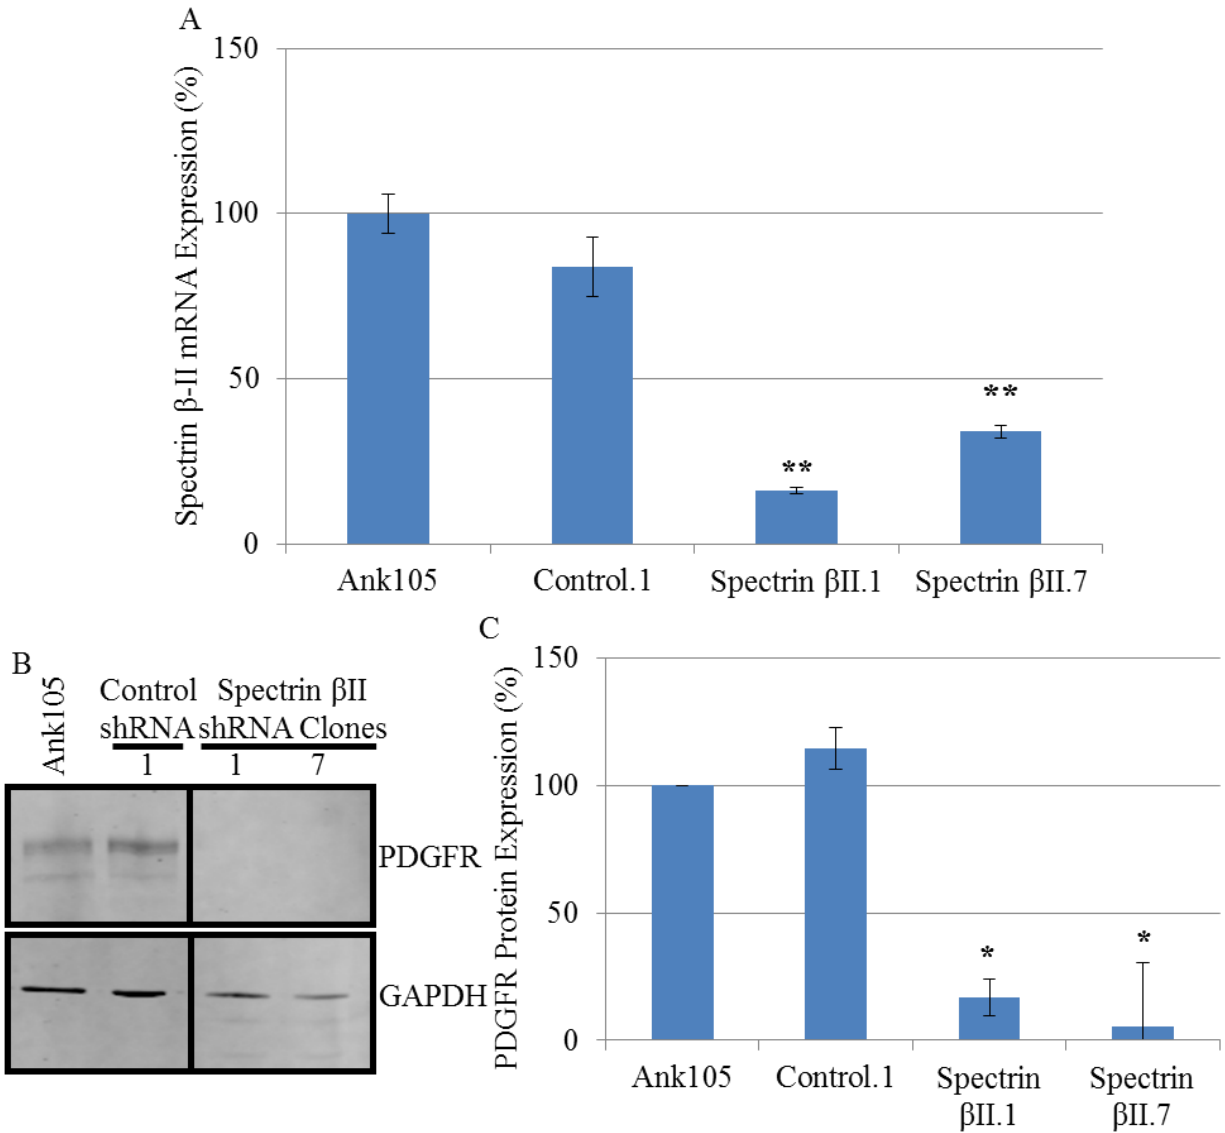 A
Spectrin β-II mRNA Expression (%)
150
100
50
0
**
**
Ank105
Control.1
Spectrin βII.1
Spectrin βII.7
B
Ank105
Control
shRNA
1
Spectrin βII
shRNA Clones
1
7
PDGFR
GAPDH
C
PDGFR Protein Expression (%)
150
100
50
0
*
*
Ank105
Control.1
Spectrin
βII.1
Spectrin
βII.7